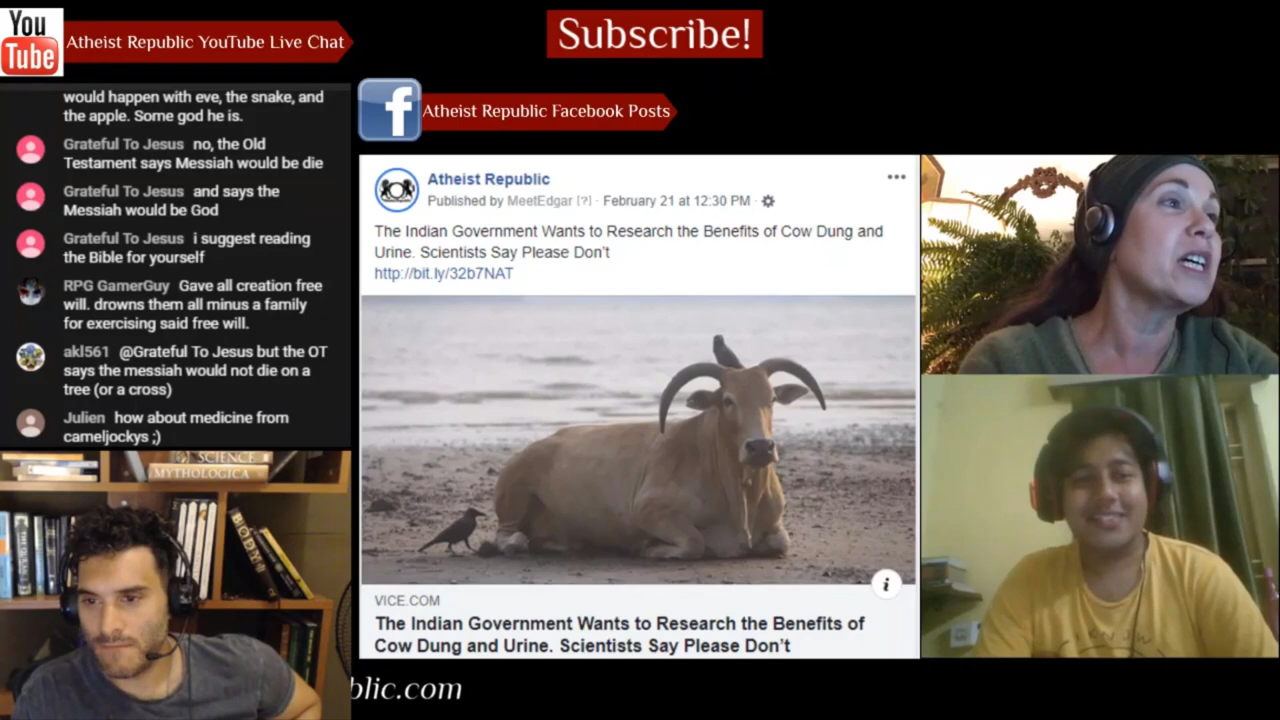 You
Tube
Atheist Republic YouTube Live Chat
Subscribe!
would happen with eve, the snake, and
the apple. Some god he is.
Grateful To Jesus no, the Old
Testament says Messiah would be die
Grateful To Jesus and says the
Messiah would be God
Grateful To Jesus i suggest reading
the Bible for yourself
RPG GamerGuy Gave all creation free
will. drowns them all minus a family
for exercising said free will.
akl561 @Grateful To Jesus but the OT
says the messiah would not die on a
tree (or a cross)
Julien how about medicine from
cameljockys ;)
f
Atheist Republic Facebook Posts
Atheist Republic
Published by MeetEdgar [?] · February 21 at 12:30 PM ·
The Indian Government Wants to Research the Benefits of Cow Dung and
Urine. Scientists Say Please Don't
http://bit.ly/32b7NAT
i
VICE.COM
The Indian Government Wants to Research the Benefits of
Cow Dung and Urine. Scientists Say Please Don't
SCIENCE
MYTHOLOGICA
BODY
blic.com